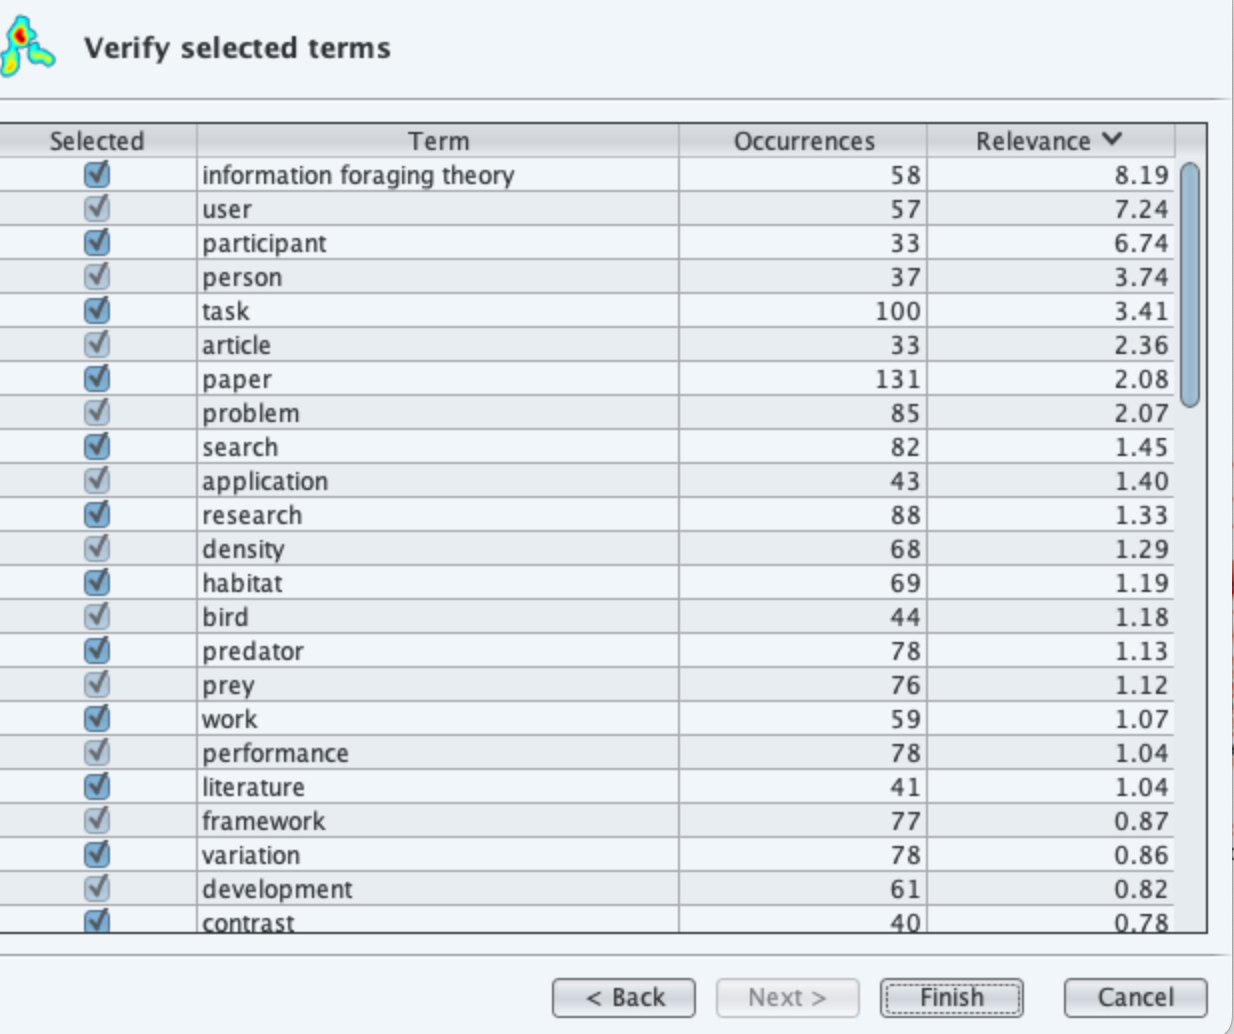 Verify selected terms
Selected Term Occurrences Relevance
information foraging theory 58 8.19
user 57 7.24
participant 33 6.74
person 37 3.74
task 100 3.41
article 33 2.36
paper 131 2.08
problem 85 2.07
search 82 1.45
application 43 1.40
research 88 1.33
density 68 1.29
habitat 69 1.19
bird 44 1.18
predator 78 1.13
prey 76 1.12
work 59 1.07
performance 78 1.04
literature 41 1.04
framework 77 0.87
variation 78 0.86
development 61 0.82
contrast 40 0.78
< Back Next > Finish Cancel